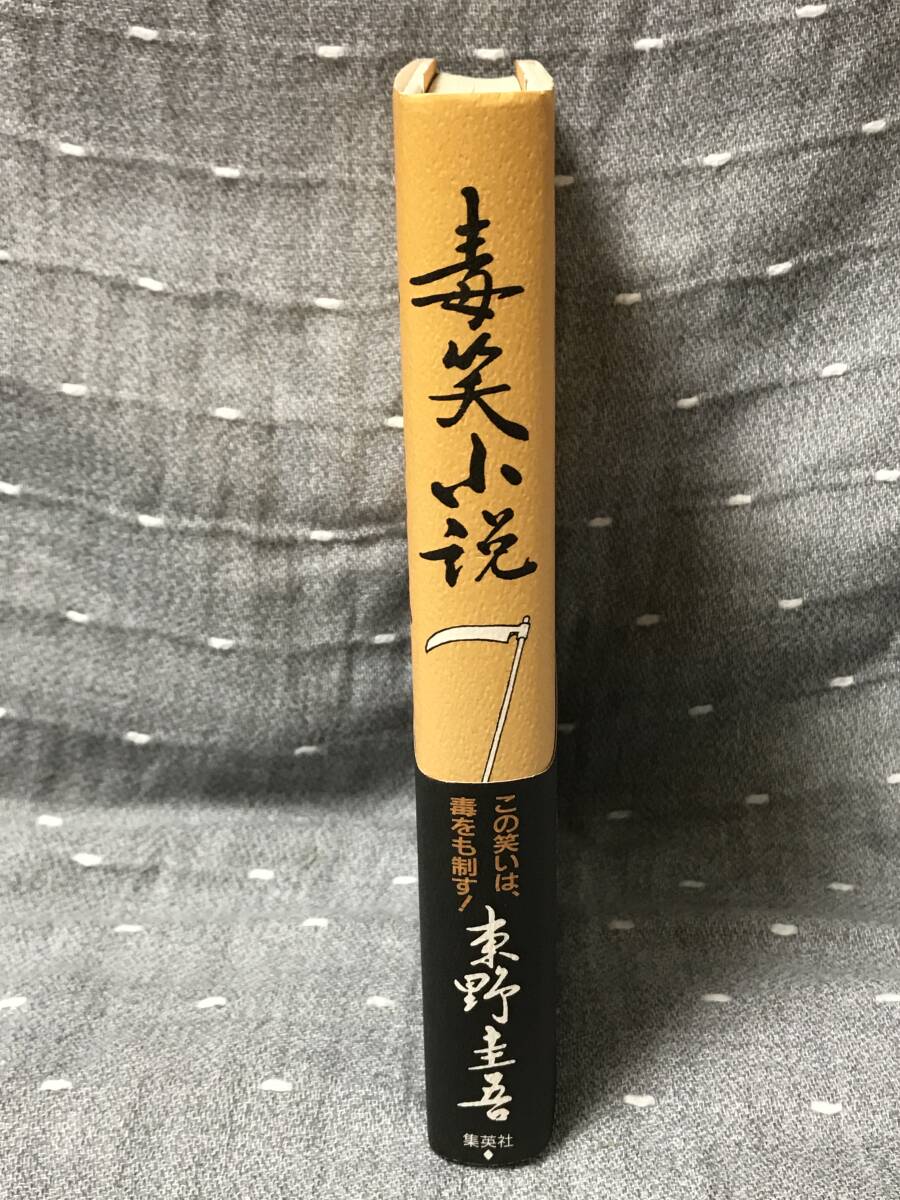 毒笑小説
この笑いは、
毒をも制す!
東野圭吾
集英社